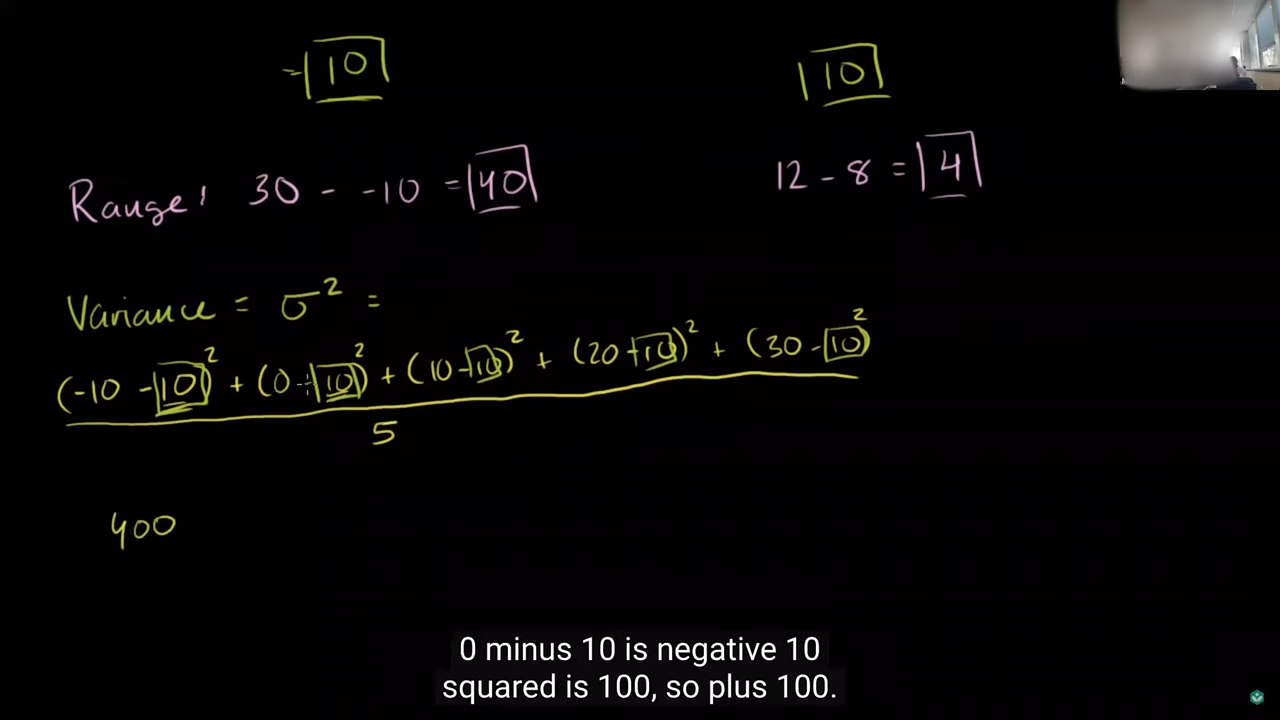 = 10 10
Range: 30 - -10 = 40 12 - 8 = 4
Variance = σ² =
(-10 - 10)² + (0 - 10)² + (10 - 10)² + (20 - 10)² + (30 - 10)²
5
400
0 minus 10 is negative 10
squared is 100, so plus 100.